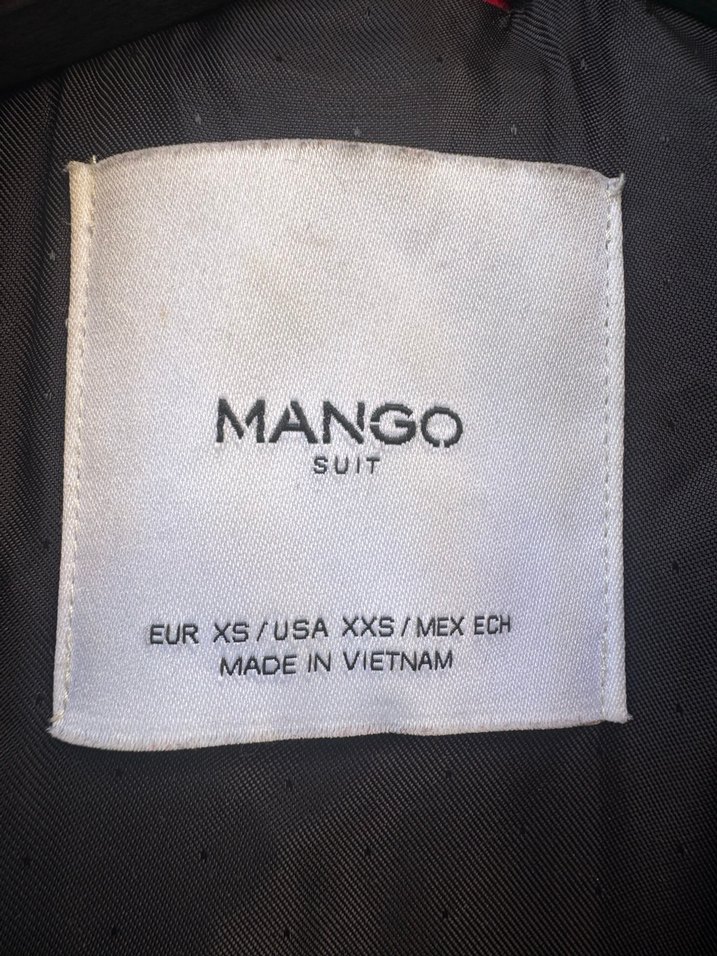 MANGO
SUIT
EUR XS / USA XXS / MEX ECH
MADE IN VIETNAM